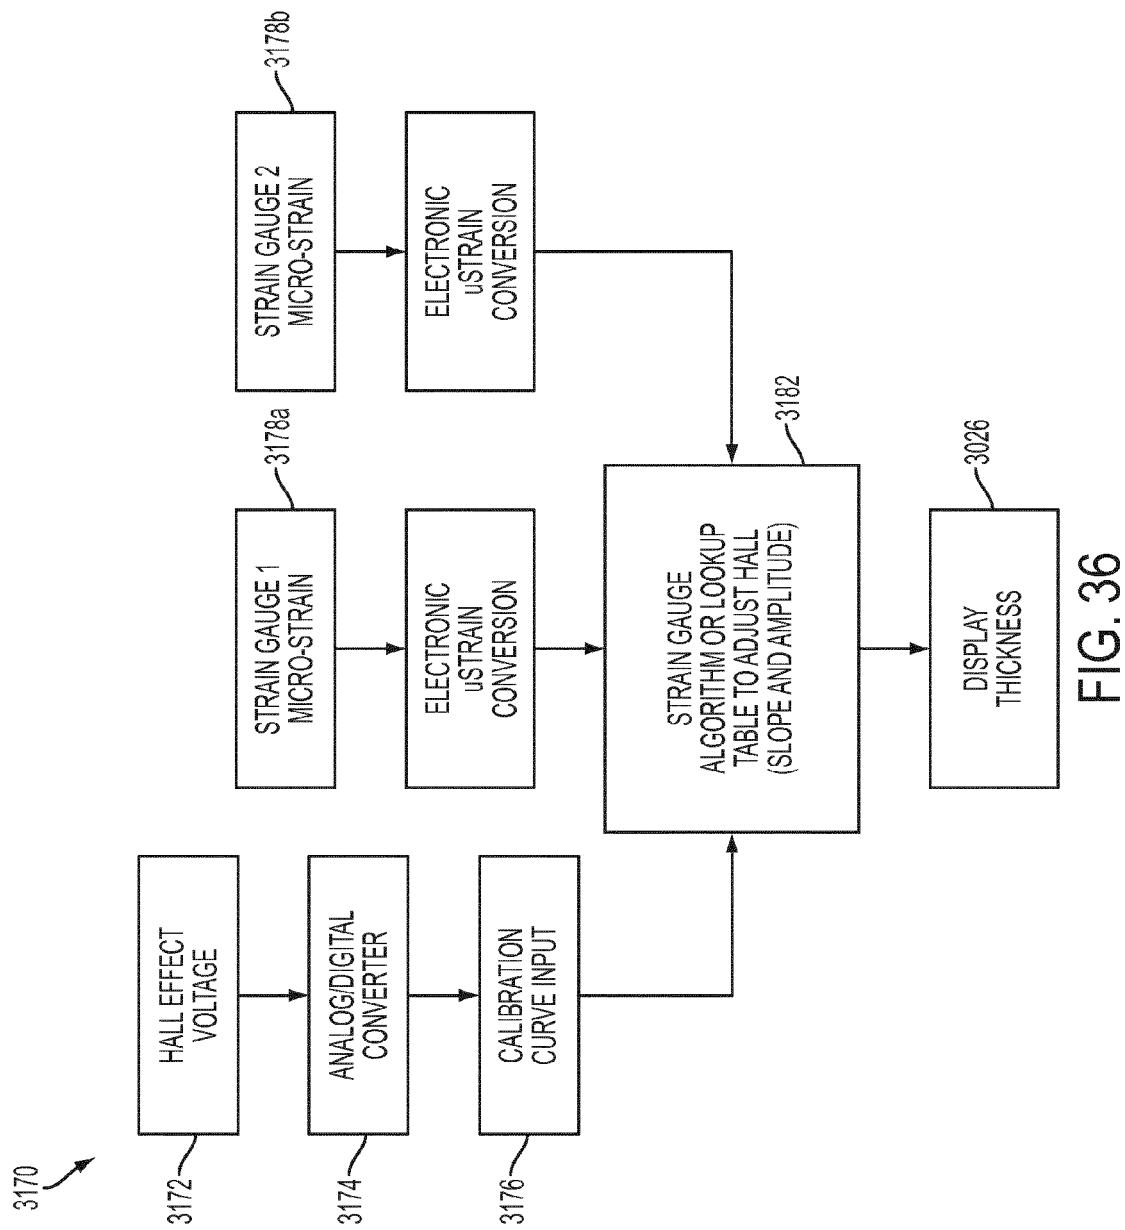 3170
HALL EFFECT
VOLTAGE
3172
ANALOG/DIGITAL
CONVERTER
3174
CALIBRATION
CURVE INPUT
3176
STRAIN GAUGE 1
MICRO-STRAIN
3178a
ELECTRONIC
uSTRAIN
CONVERSION
STRAIN GAUGE 2
MICRO-STRAIN
3178b
ELECTRONIC
uSTRAIN
CONVERSION
STRAIN GAUGE
ALGORITHM OR LOOKUP
TABLE TO ADJUST HALL
(SLOPE AND AMPLITUDE)
3182
DISPLAY
THICKNESS
3026
FIG. 36